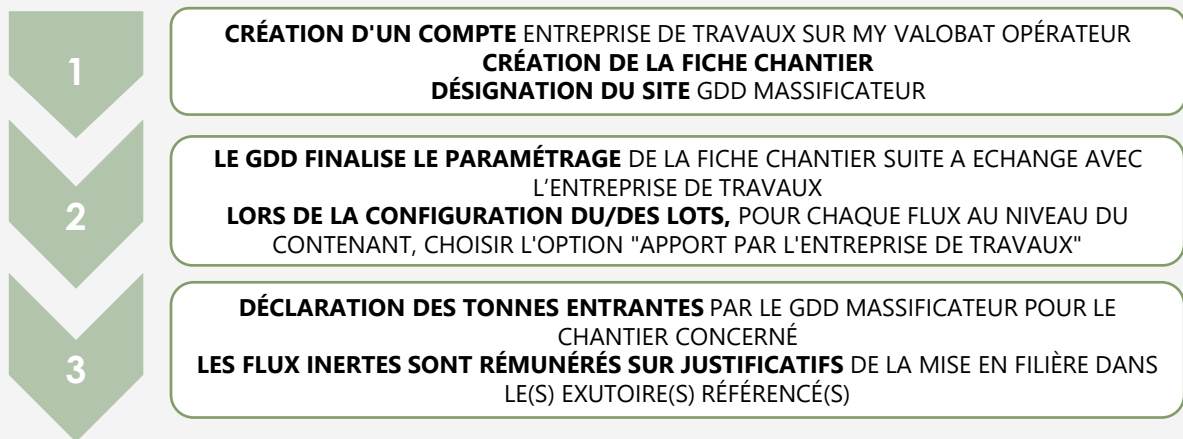 1
CRÉATION D'UN COMPTE ENTREPRISE DE TRAVAUX SUR MY VALOBAT OPÉRATEUR
CRÉATION DE LA FICHE CHANTIER
DÉSIGNATION DU SITE GDD MASSIFICATEUR
2
LE GDD FINALISE LE PARAMÉTRAGE DE LA FICHE CHANTIER SUITE A ECHANGE AVEC
L'ENTREPRISE DE TRAVAUX
LORS DE LA CONFIGURATION DU/DES LOTS, POUR CHAQUE FLUX AU NIVEAU DU
CONTENANT, CHOISIR L'OPTION "APPORT PAR L'ENTREPRISE DE TRAVAUX"
3
DÉCLARATION DES TONNES ENTRANTES PAR LE GDD MASSIFICATEUR POUR LE
CHANTIER CONCERNÉ
LES FLUX INERTES SONT RÉMUNÉRÉS SUR JUSTIFICATIFS DE LA MISE EN FILIÈRE DANS
LE(S) EXUTOIRE(S) RÉFÉRENCÉ(S)